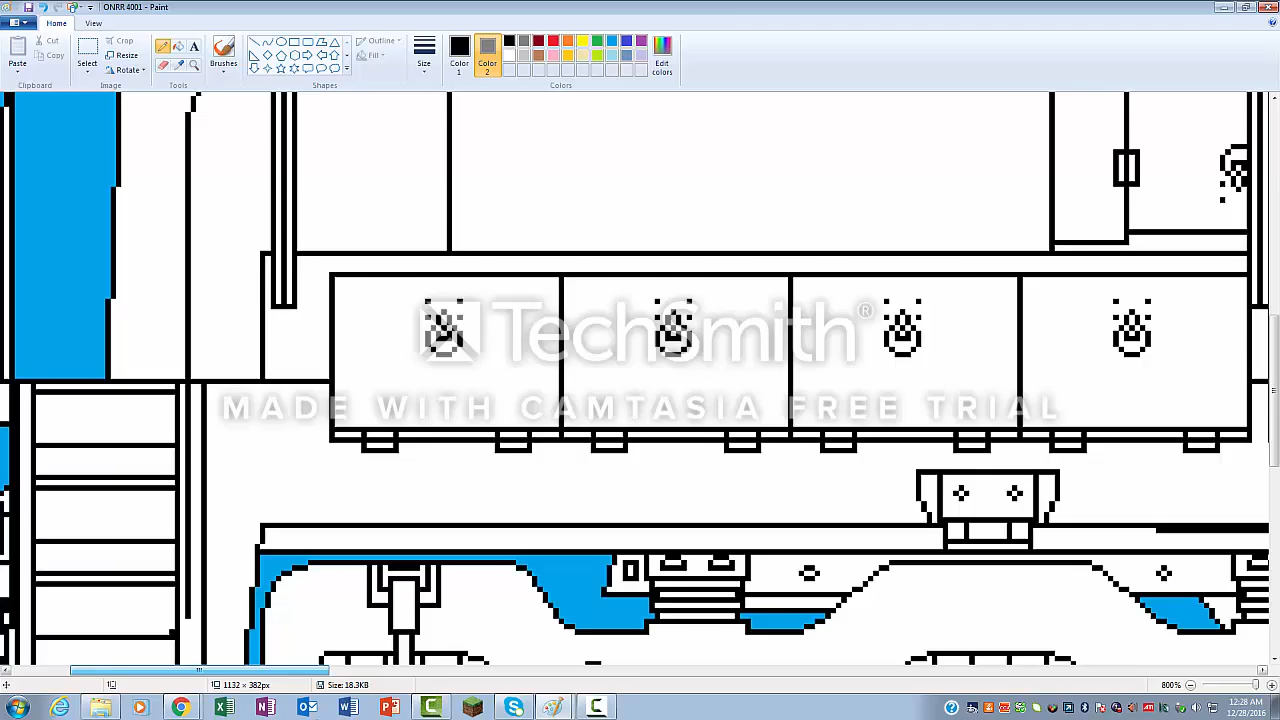 ONRR 4001 - Paint
Home
View
Paste
Cut
Copy
Clipboard
Select
Crop
Resize
Rotate
Image
A
Tools
Brushes
Outline
Fill
Shapes
Size
Color 1
Color 2
Edit colors
Colors
TechSmith®
MADE WITH CAMTASIA FREE TRIAL
1132 × 382px
Size: 18.3KB
800%
12:28 AM
12/28/2016